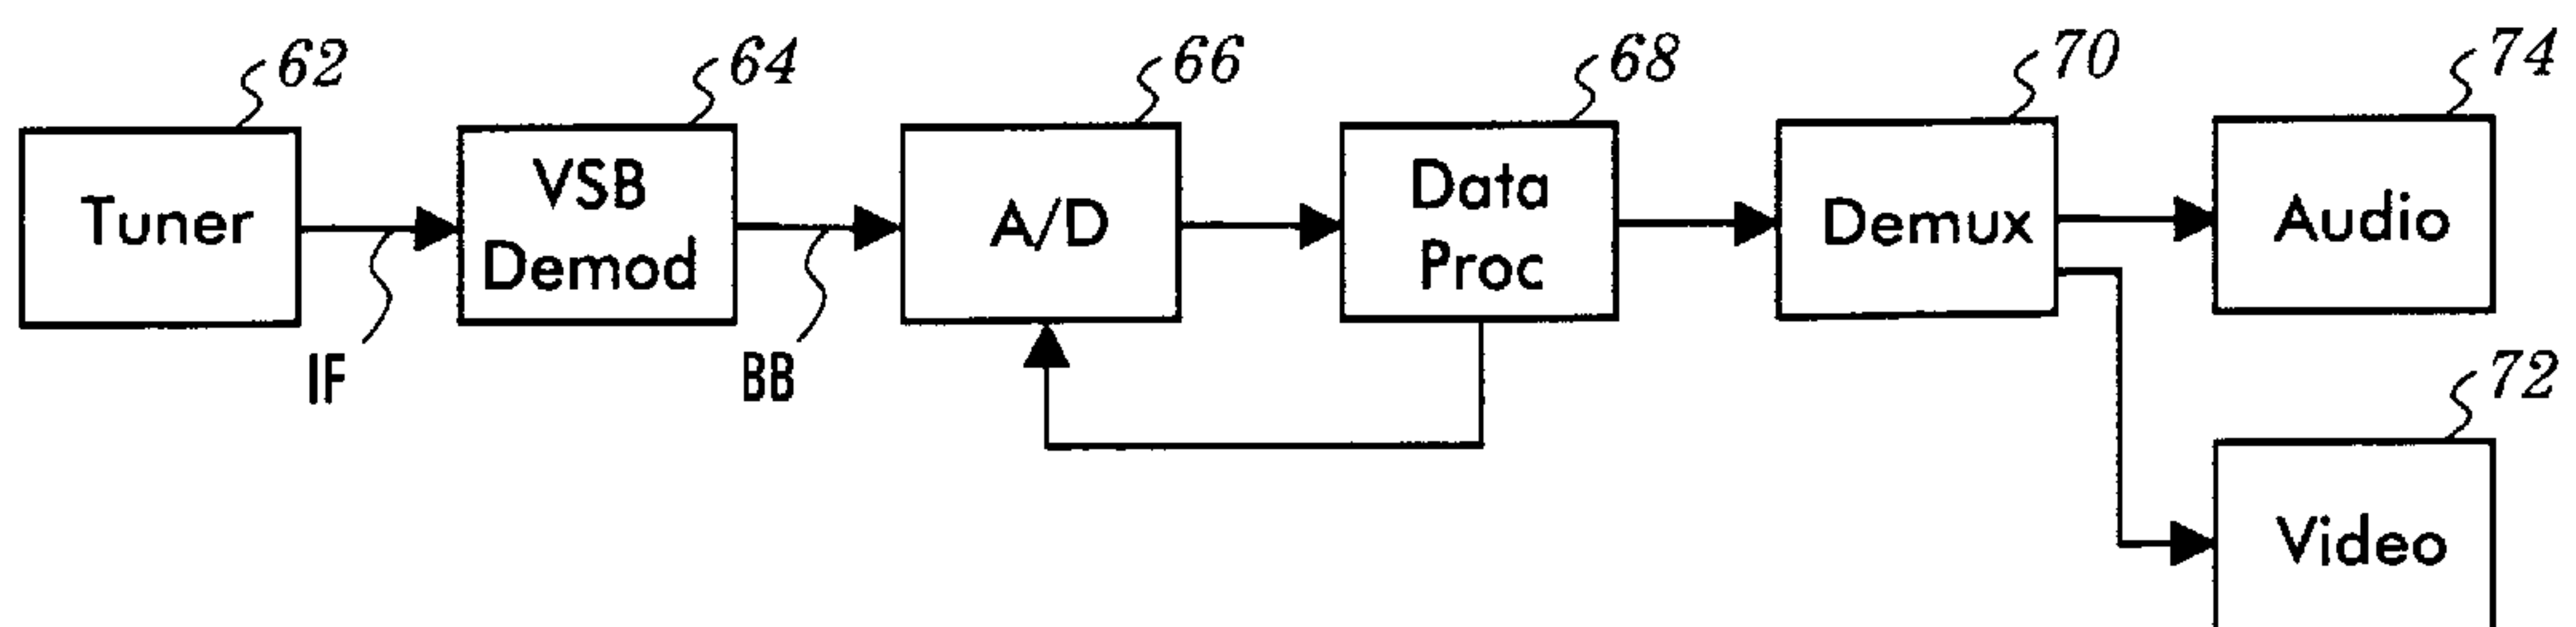 62
64
66
68
70
74
Tuner
VSB
Demod
A/D
Data
Proc
Demux
Audio
IF
BB
72
Video